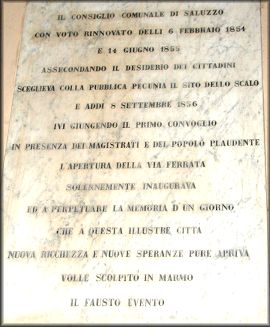 IL CONSIGLIO COMUNALE DI SALUZZO
CON VOTO RINNOVATO DELLI 6 FEBBRAIO 1854
E 14 GIUGNO 1855
ASSECONDANDO IL DESIDERIO DEI CITTADINI
SCEGLIEVA COLLA PUBBLICA PECUNIA IL SITO DELLO SCALO
E ADDI 8 SETTEMBRE 1856
IVI GIUNGENDO IL PRIMO CONVOGLIO
IN PRESENZA DEI MAGISTRATI E DEL POPOLO PLAUDENTE
L'APERTURA DELLA VIA FERRATA
SOLENNEMENTE INAUGURAVA
ED A PERPETUARE LA MEMORIA D'UN GIORNO
CHE A QUESTA ILLUSTRE CITTÀ
NUOVA RICCHEZZA E NUOVE SPERANZE PURE APRIVA
VOLLE SCOLPITO IN MARMO
IL FAUSTO EVENTO